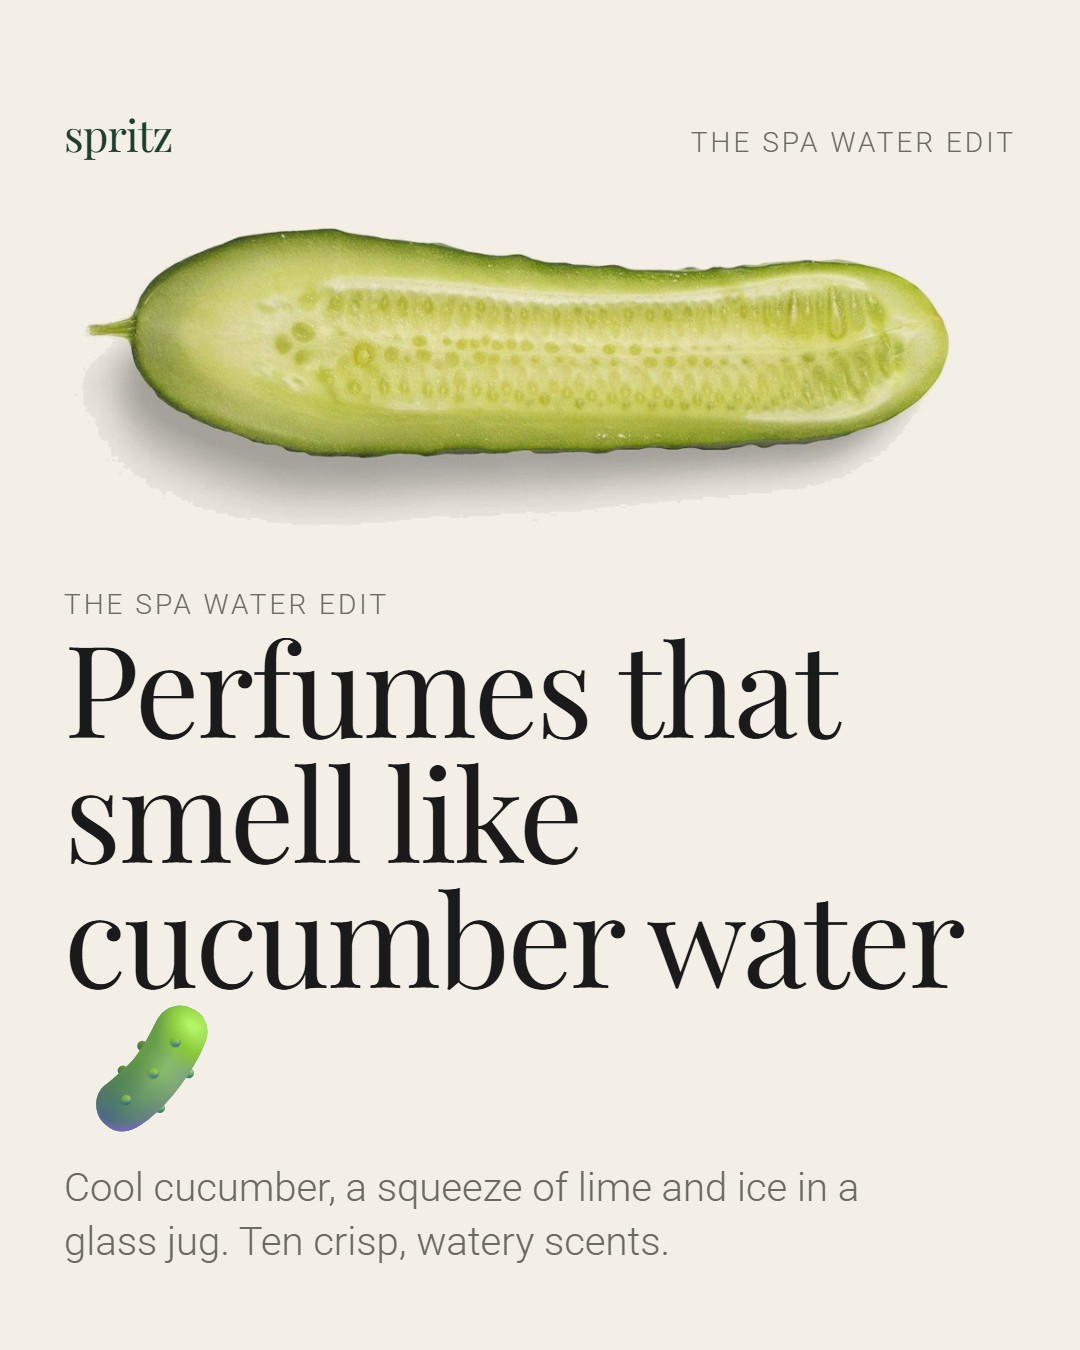 spritz
THE SPA WATER EDIT
THE SPA WATER EDIT
Perfumes that
smell like
cucumber water
🥒
Cool cucumber, a squeeze of lime and ice in a
glass jug. Ten crisp, watery scents.